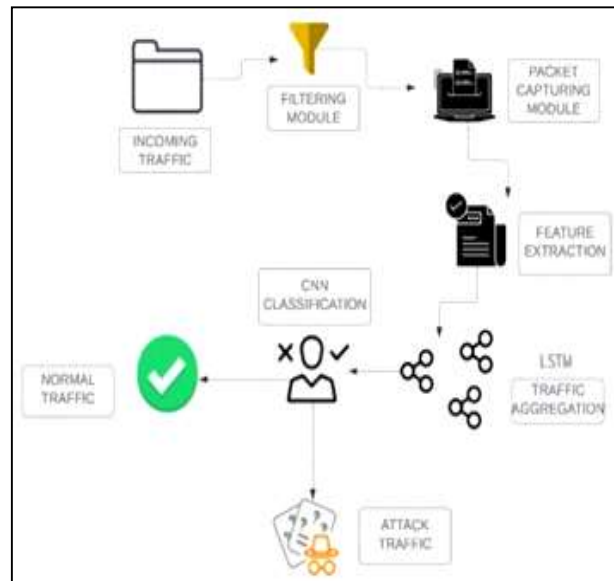 INCOMING
TRAFFIC
FILTERING
MODULE
PACKET
CAPTURING
MODULE
FEATURE
EXTRACTION
LSTM
TRAFFIC
AGGREGATION
CNN
CLASSIFICATION
NORMAL
TRAFFIC
ATTACK
TRAFFIC